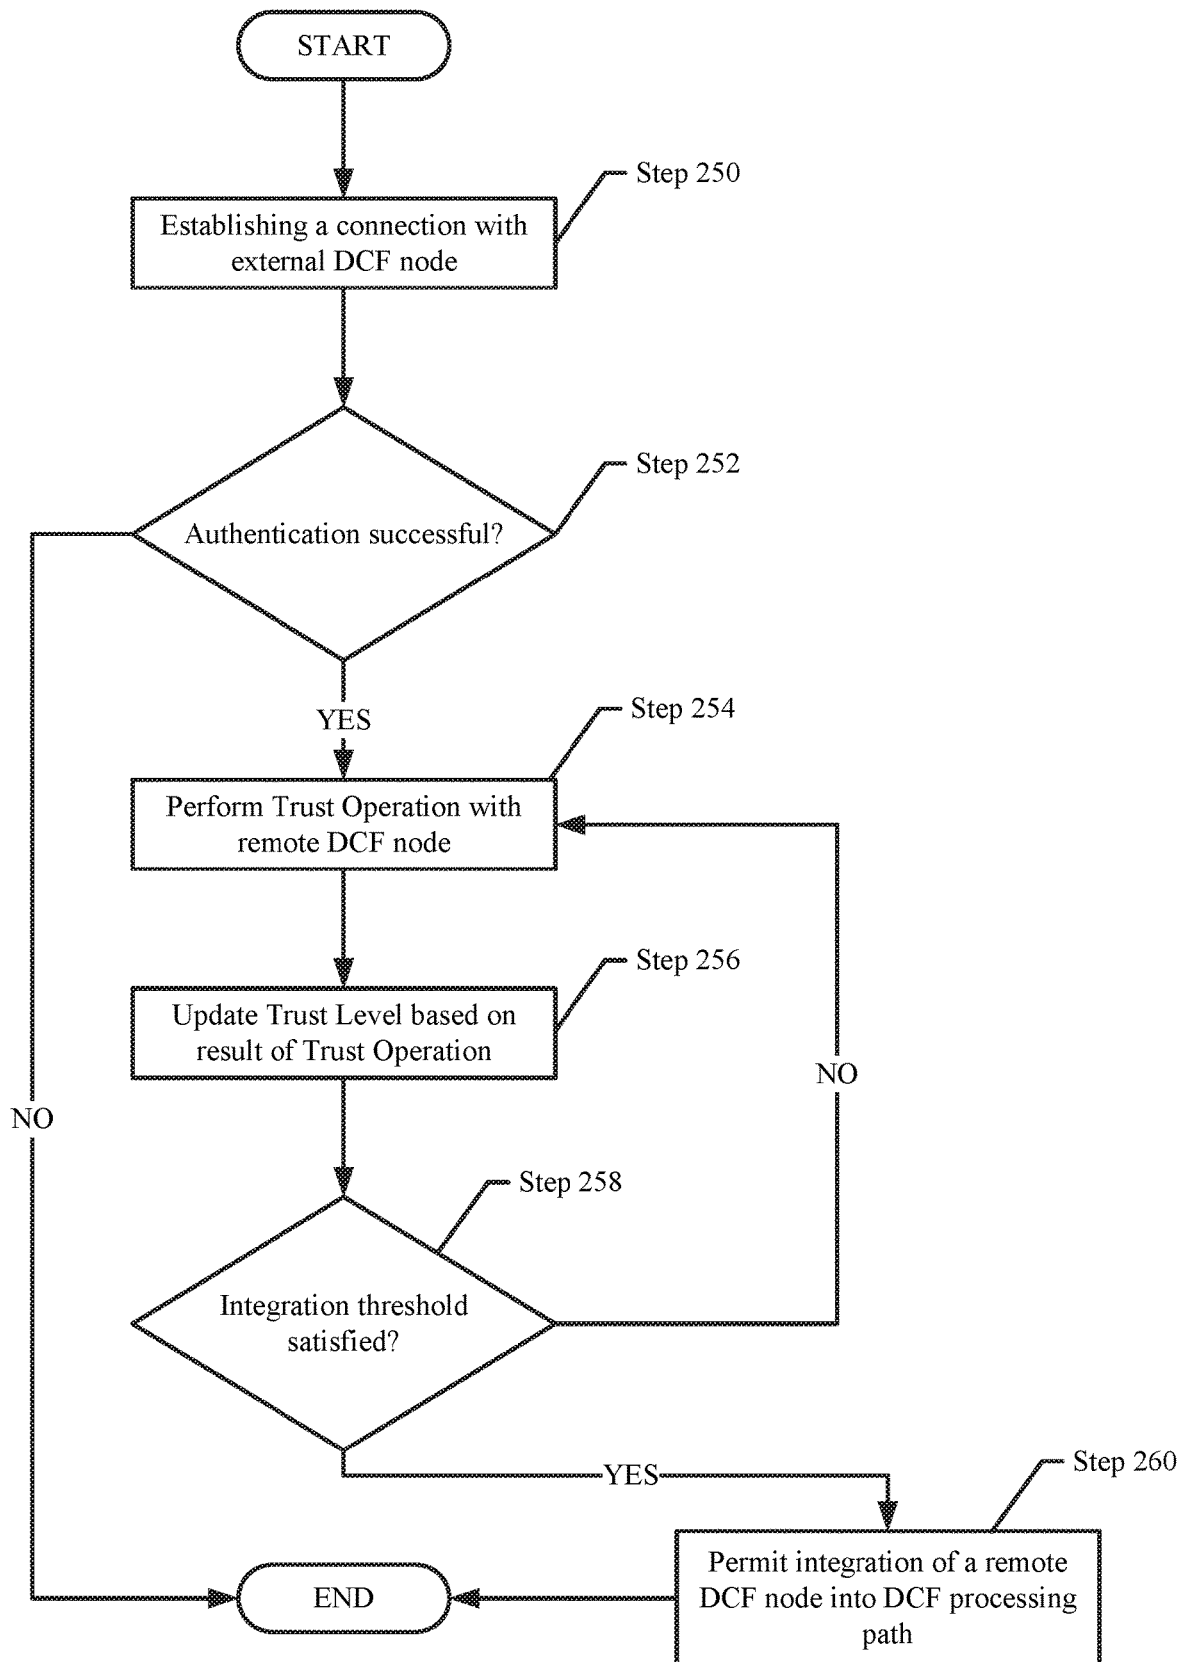 START
Step 250
Establishing a connection with
external DCF node
Step 252
Authentication successful?
YES
Step 254
Perform Trust Operation with
remote DCF node
Step 256
Update Trust Level based on
result of Trust Operation
NO
NO
Step 258
Integration threshold
satisfied?
YES
Step 260
Permit integration of a remote
DCF node into DCF processing
path
END